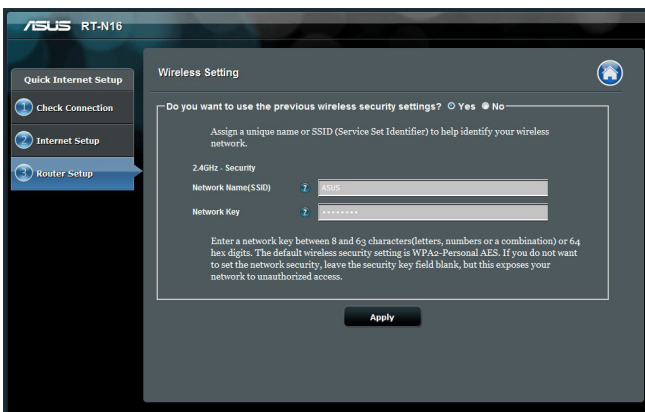 ASUS RT-N16
Quick Internet Setup
1 Check Connection
2 Internet Setup
3 Router Setup
Wireless Setting
Do you want to use the previous wireless security settings? Yes No
Assign a unique name or SSID (Service Set Identifier) to help identify your wireless
network.
2.4GHz - Security
Network Name(SSID) ? ASUS
Network Key ? ••••••••
Enter a network key between 8 and 63 characters(letters, numbers or a combination) or 64
hex digits. The default wireless security setting is WPA2-Personal AES. If you do not want
to set the network security, leave the security key field blank, but this exposes your
network to unauthorized access.
Apply